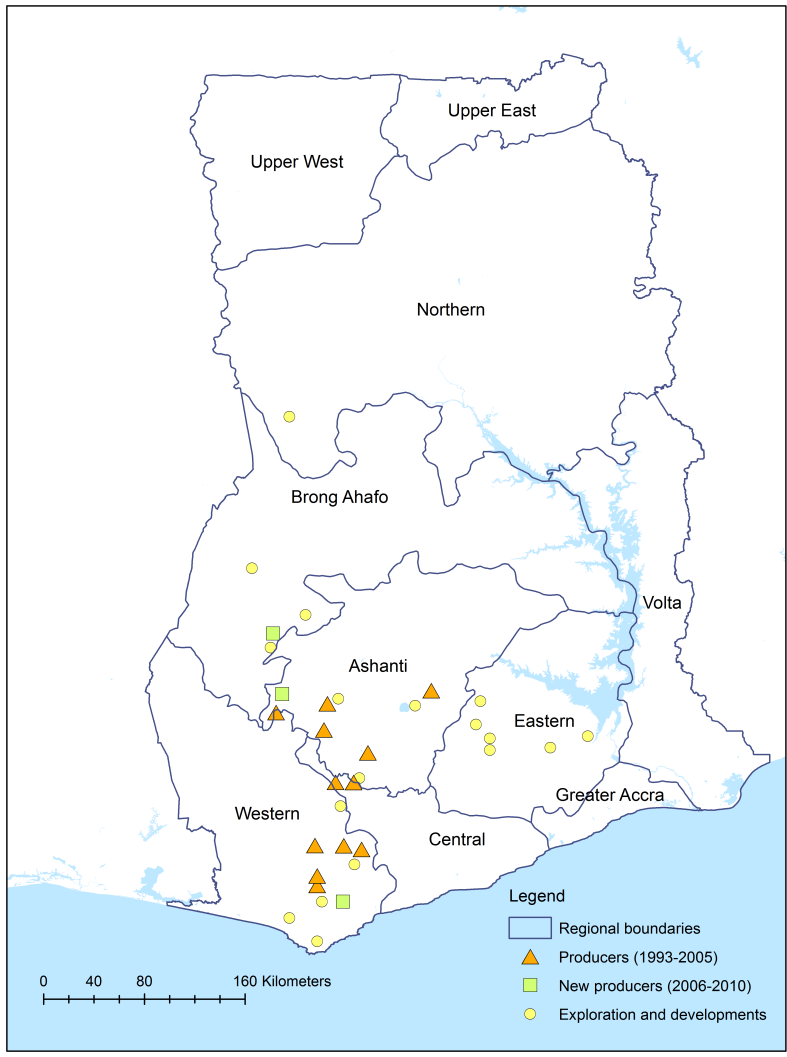 Upper East
Upper West
Northern
Brong Ahafo
Volta
Ashanti
Eastern
Greater Accra
Western
Central
Legend
Regional boundaries
Producers (1993-2005)
New producers (2006-2010)
Exploration and developments
0 40 80 160 Kilometers